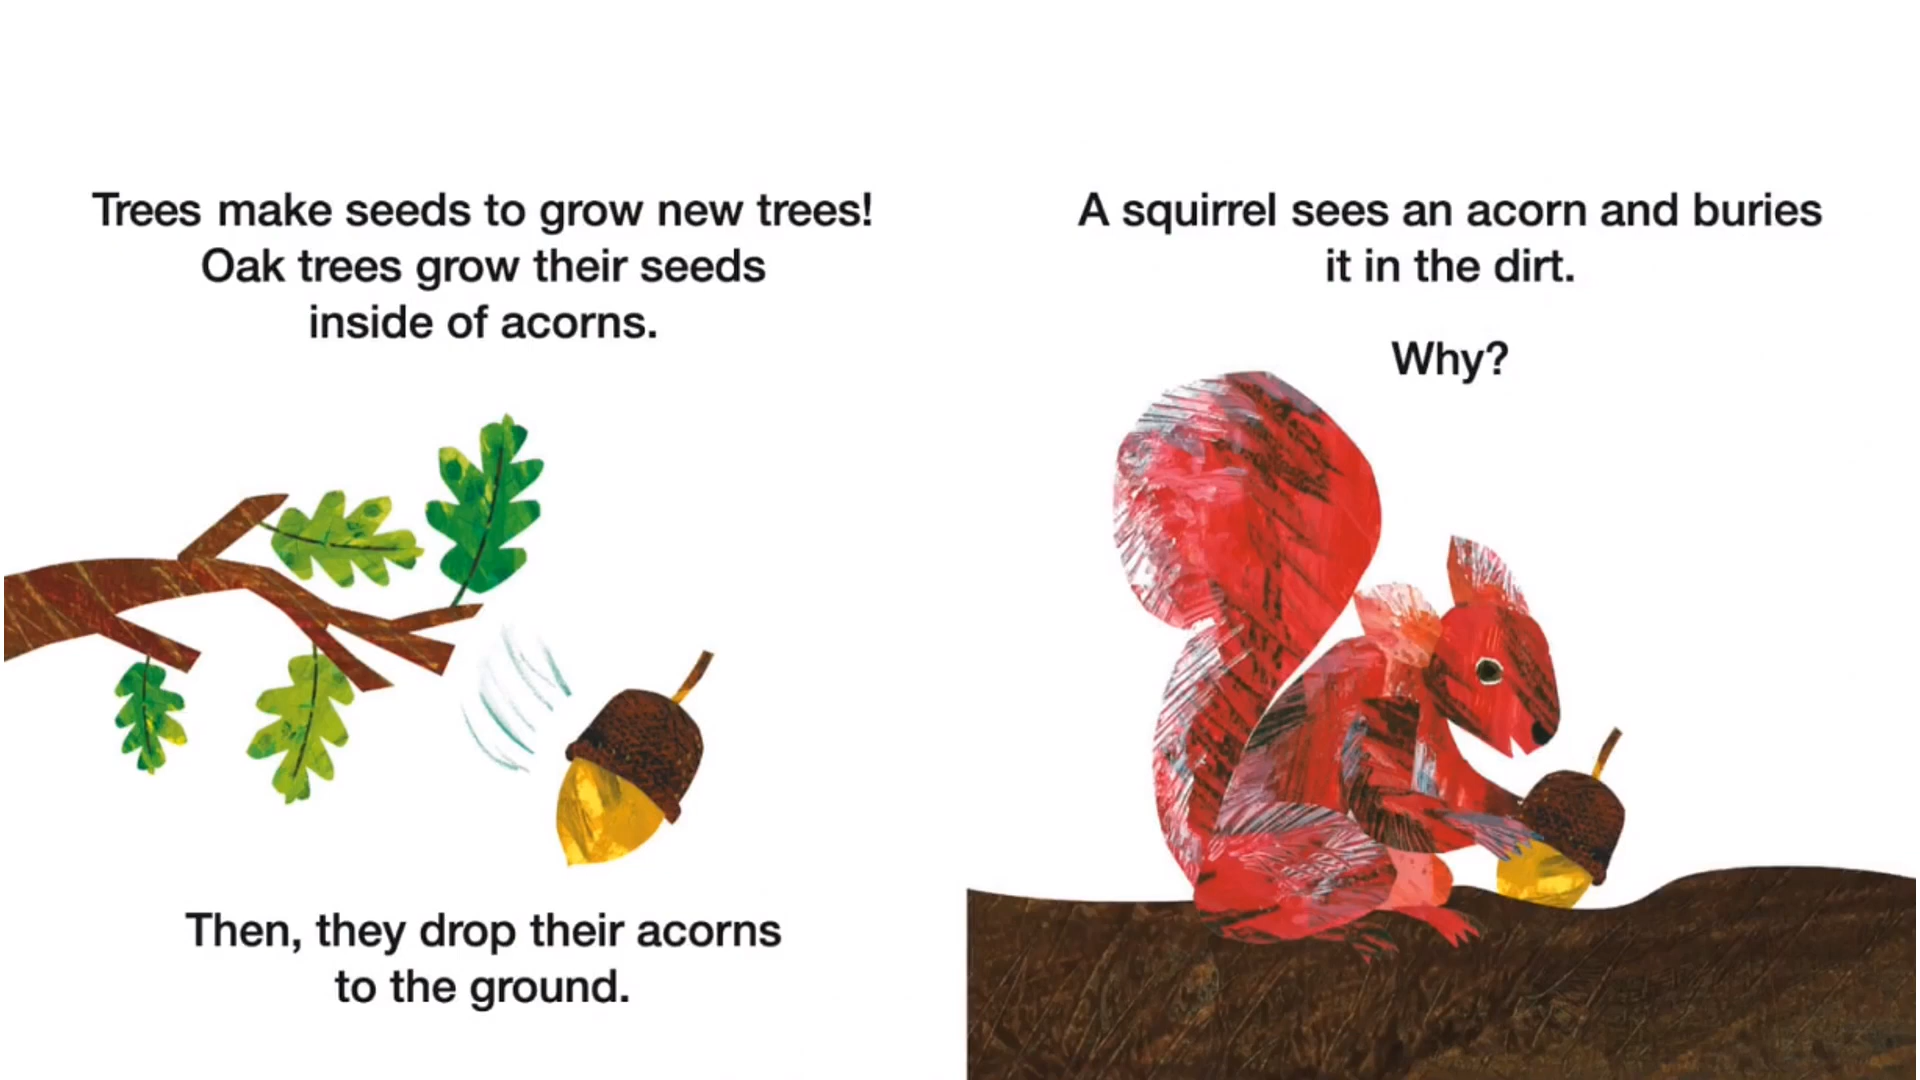 Trees make seeds to grow new trees!
Oak trees grow their seeds
inside of acorns.
Then, they drop their acorns
to the ground.
A squirrel sees an acorn and buries
it in the dirt.
Why?